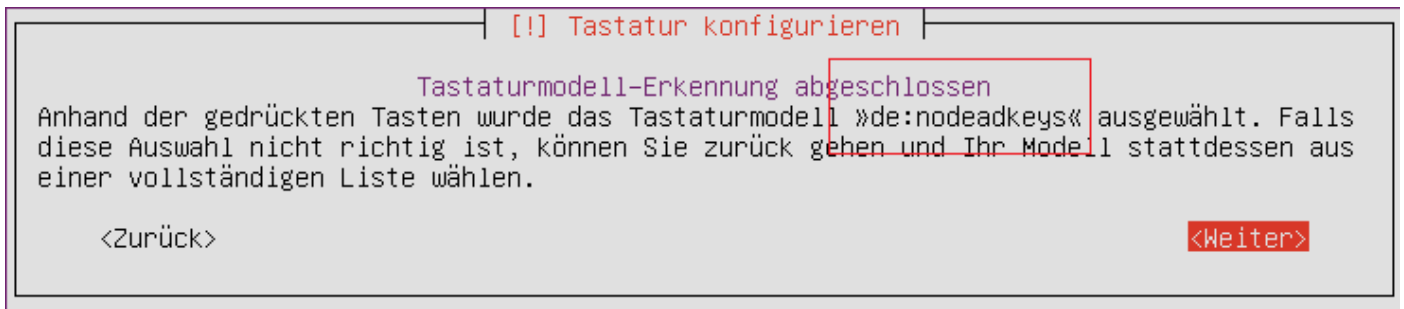 [!] Tastatur konfigurieren
Tastaturmodell-Erkennung abgeschlossen
Anhand der gedrückten Tasten wurde das Tastaturmodell »de:nodeadkeys« ausgewählt. Falls
diese Auswahl nicht richtig ist, können Sie zurück gehen und Ihr Modell stattdessen aus
einer vollständigen Liste wählen.
<Zurück> <Weiter>